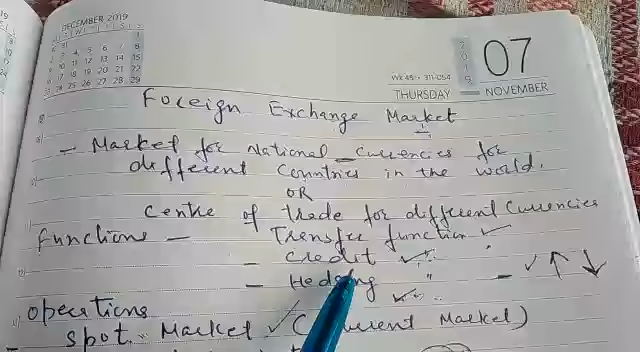 DECEMBER 2019
07
2019
WK 45 • 311-054
THURSDAY NOVEMBER
Foreign Exchange Market
- Market for National Currencies for
different countries in the world.
OR
Centre of trade for different Currencies
functions - Transfer function ✓
- Credit ✓ "
- Hedging " - ✓ ↑ ↓
operations
Spot Market ✓ ( Market)